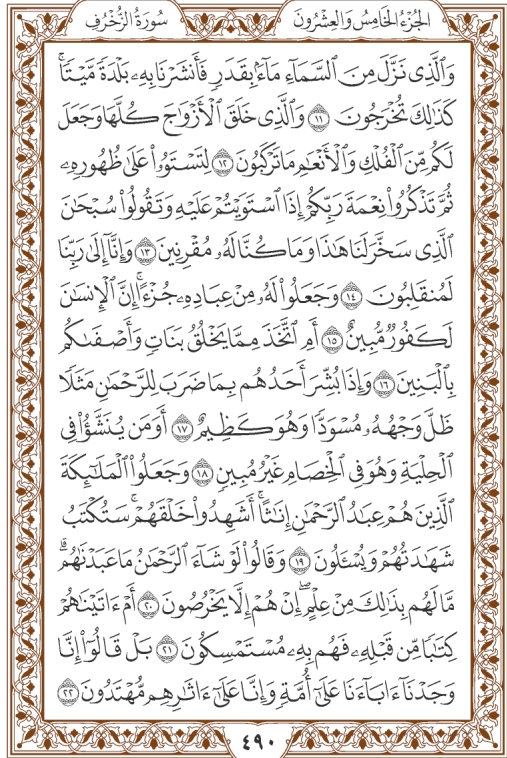 سُورَةُ الزُّخْرُفِ
الجُزْءُ الخَامِسُ وَالعِشْرُونَ
وَٱلَّذِى نَزَّلَ مِنَ ٱلسَّمَآءِ مَآءًۢ بِقَدَرٍ فَأَنشَرْنَا بِهِۦ بَلْدَةً مَّيْتًاۚ
كَذَٰلِكَ تُخْرَجُونَ ١١ وَٱلَّذِى خَلَقَ ٱلْأَزْوَٰجَ كُلَّهَا وَجَعَلَ
لَكُم مِّنَ ٱلْفُلْكِ وَٱلْأَنْعَٰمِ مَا تَرْكَبُونَ ١٢ لِتَسْتَوُۥا۟ عَلَىٰ ظُهُورِهِۦ
ثُمَّ تَذْكُرُوا۟ نِعْمَةَ رَبِّكُمْ إِذَا ٱسْتَوَيْتُمْ عَلَيْهِ وَتَقُولُوا۟ سُبْحَٰنَ
ٱلَّذِى سَخَّرَ لَنَا هَٰذَا وَمَا كُنَّا لَهُۥ مُقْرِنِينَ ١٣ وَإِنَّآ إِلَىٰ رَبِّنَا
لَمُنقَلِبُونَ ١٤ وَجَعَلُوا۟ لَهُۥ مِنْ عِبَادِهِۦ جُزْءًاۚ إِنَّ ٱلْإِنسَٰنَ
لَكَفُورٌ مُّبِينٌ ١٥ أَمِ ٱتَّخَذَ مِمَّا يَخْلُقُ بَنَاتٍ وَأَصْفَىٰكُم
بِٱلْبَنِينَ ١٦ وَإِذَا بُشِّرَ أَحَدُهُم بِمَا ضَرَبَ لِلرَّحْمَٰنِ مَثَلًا
ظَلَّ وَجْهُهُۥ مُسْوَدًّا وَهُوَ كَظِيمٌ ١٧ أَوَمَن يُنَشَّؤُا۟ فِى
ٱلْحِلْيَةِ وَهُوَ فِى ٱلْخِصَامِ غَيْرُ مُبِينٍ ١٨ وَجَعَلُوا۟ ٱلْمَلَٰٓئِكَةَ
ٱلَّذِينَ هُمْ عِبَٰدُ ٱلرَّحْمَٰنِ إِنَٰثًاۚ أَشَهِدُوا۟ خَلْقَهُمْۚ سَتُكْتَبُ
شَهَٰدَتُهُمْ وَيُسْـَٔلُونَ ١٩ وَقَالُوا۟ لَوْ شَآءَ ٱلرَّحْمَٰنُ مَا عَبَدْنَٰهُمۗ
مَّا لَهُم بِذَٰلِكَ مِنْ عِلْمٍۖ إِنْ هُمْ إِلَّا يَخْرُصُونَ ٢٠ أَمْ ءَاتَيْنَٰهُمْ
كِتَٰبًا مِّن قَبْلِهِۦ فَهُم بِهِۦ مُسْتَمْسِكُونَ ٢١ بَلْ قَالُوٓا۟ إِنَّا
وَجَدْنَآ ءَابَآءَنَا عَلَىٰٓ أُمَّةٍ وَإِنَّا عَلَىٰٓ ءَاثَٰرِهِم مُّهْتَدُونَ ٢٢
٤٩٠